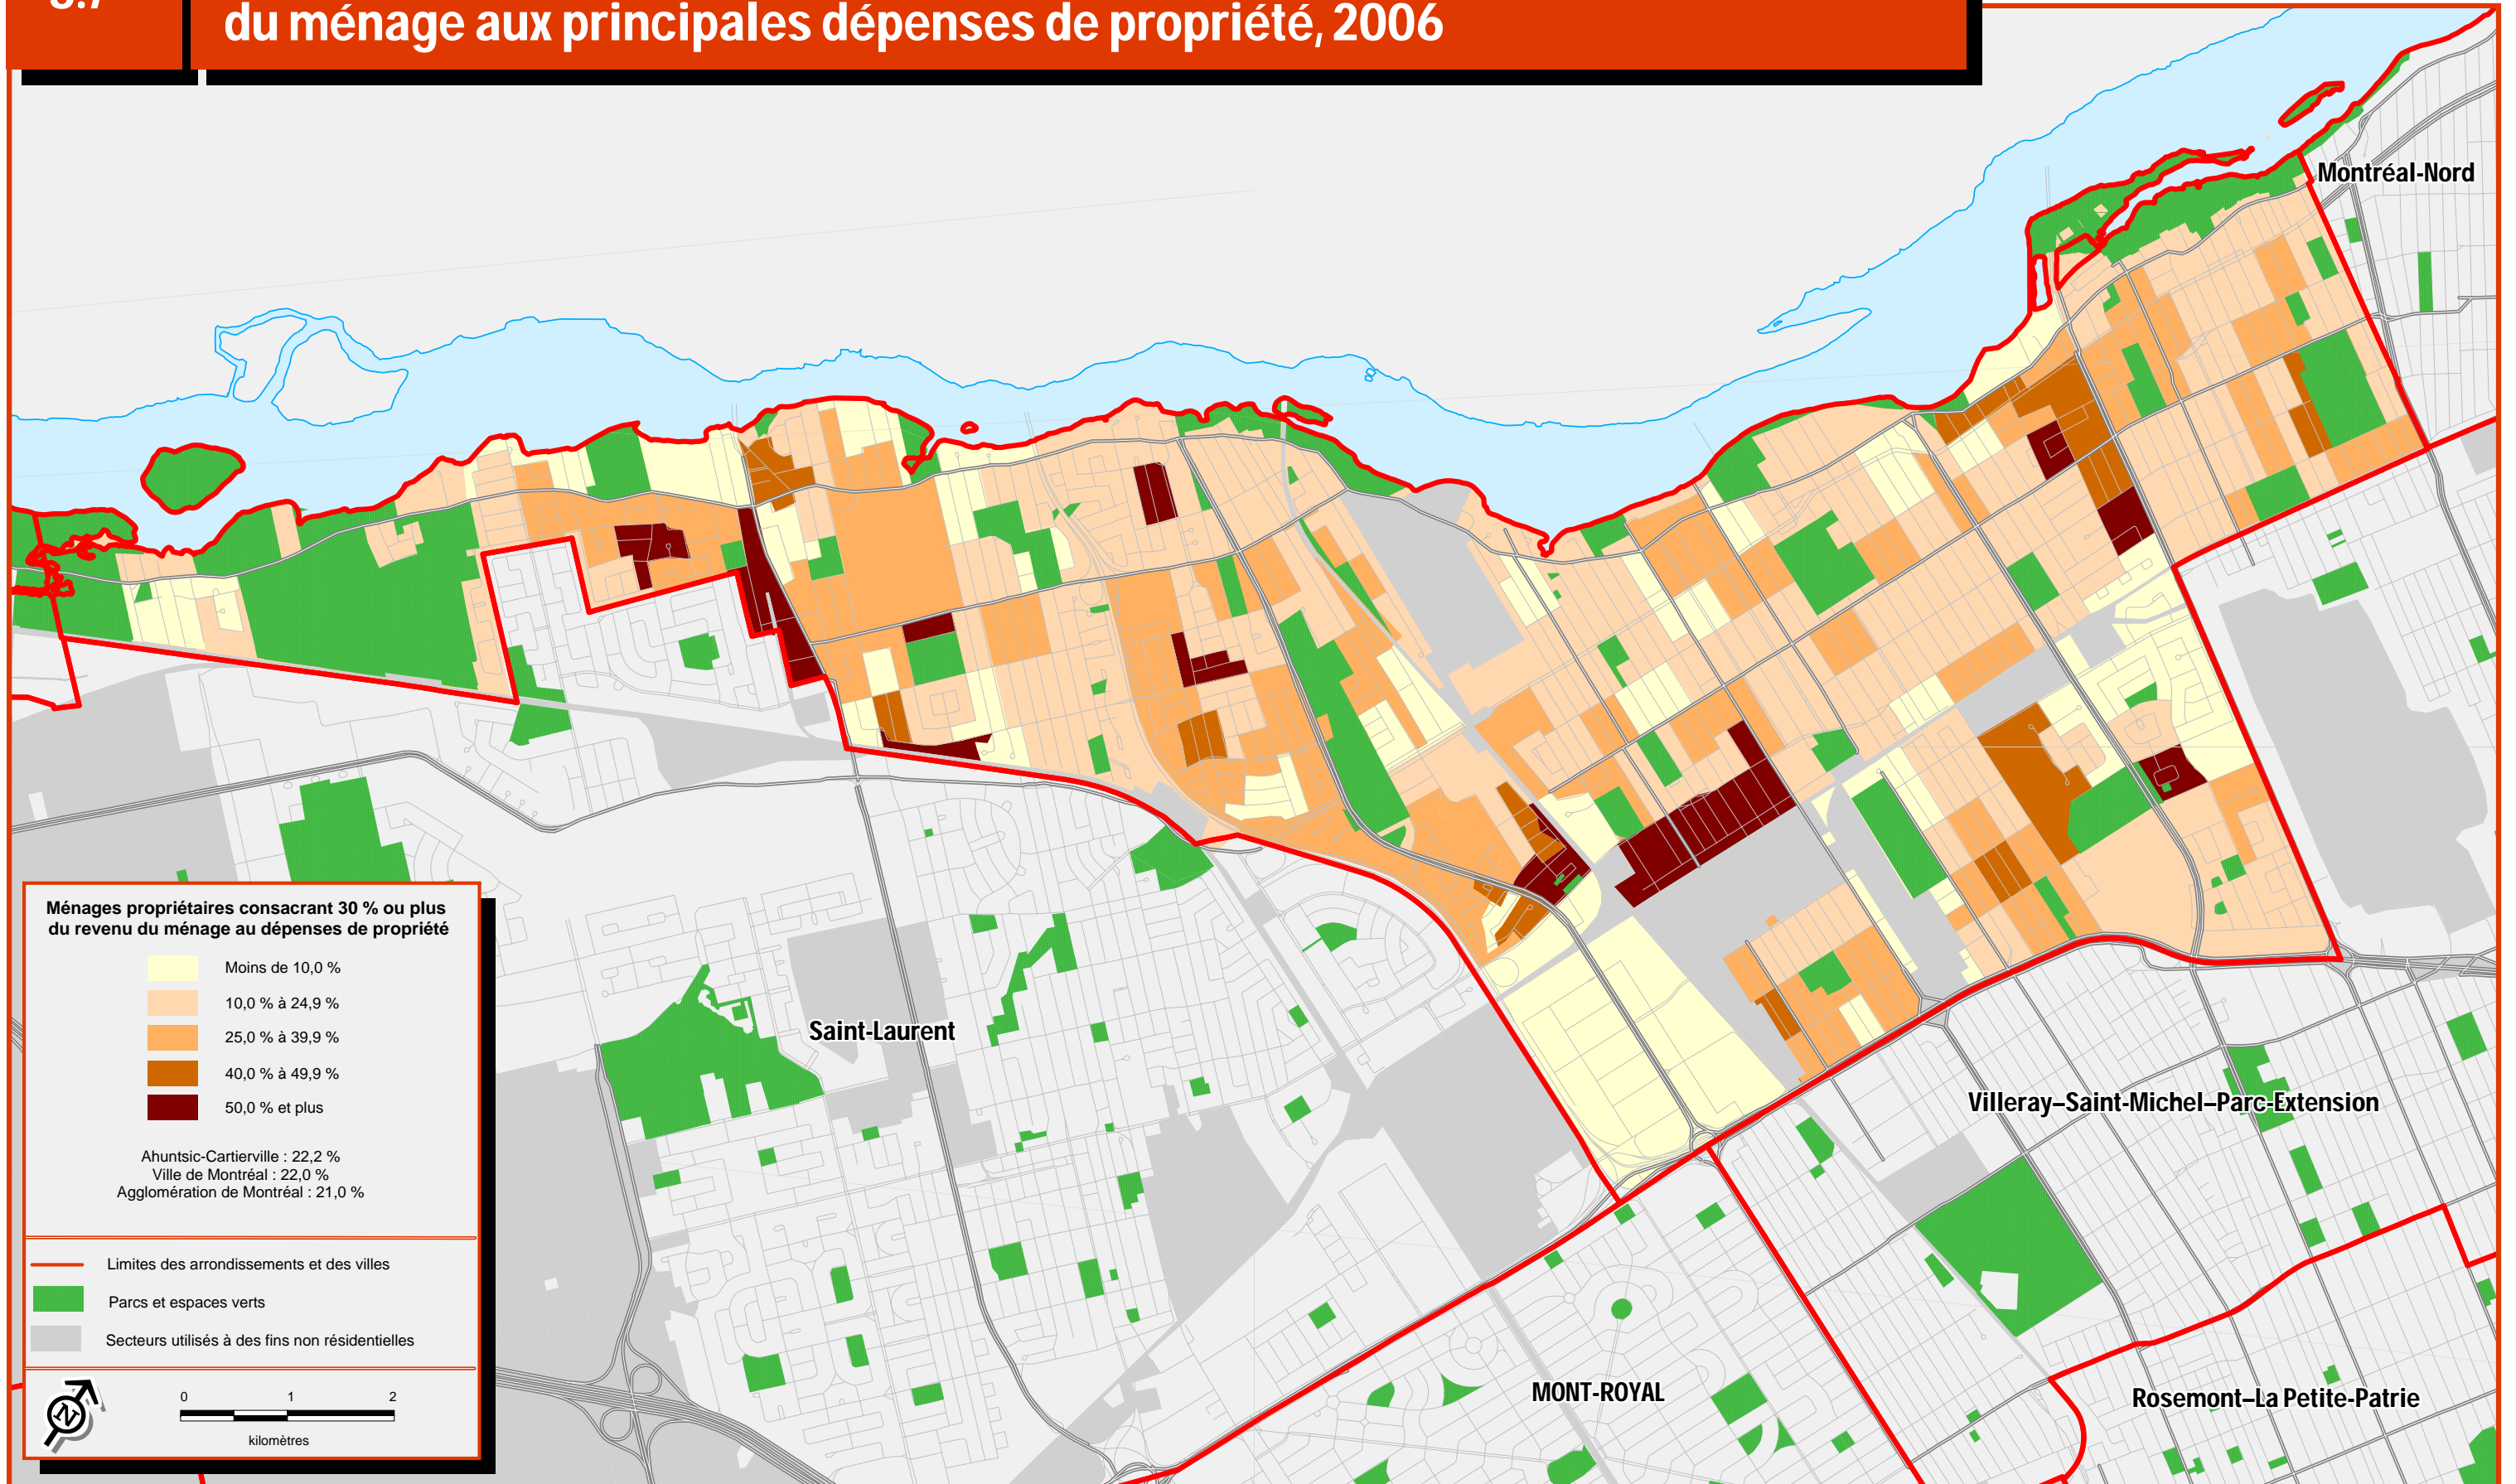 du ménage aux principales dépenses de propriété, 2006
Montréal-Nord
Saint-Laurent
Villeray–Saint-Michel–Parc-Extension
MONT-ROYAL
Rosemont–La Petite-Patrie
Ménages propriétaires consacrant 30 % ou plus
du revenu du ménage au dépenses de propriété
Moins de 10,0 %
10,0 % à 24,9 %
25,0 % à 39,9 %
40,0 % à 49,9 %
50,0 % et plus
Ahuntsic-Cartierville : 22,2 %
Ville de Montréal : 22,0 %
Agglomération de Montréal : 21,0 %
Limites des arrondissements et des villes
Parcs et espaces verts
Secteurs utilisés à des fins non résidentielles
N
0 1 2
kilomètres